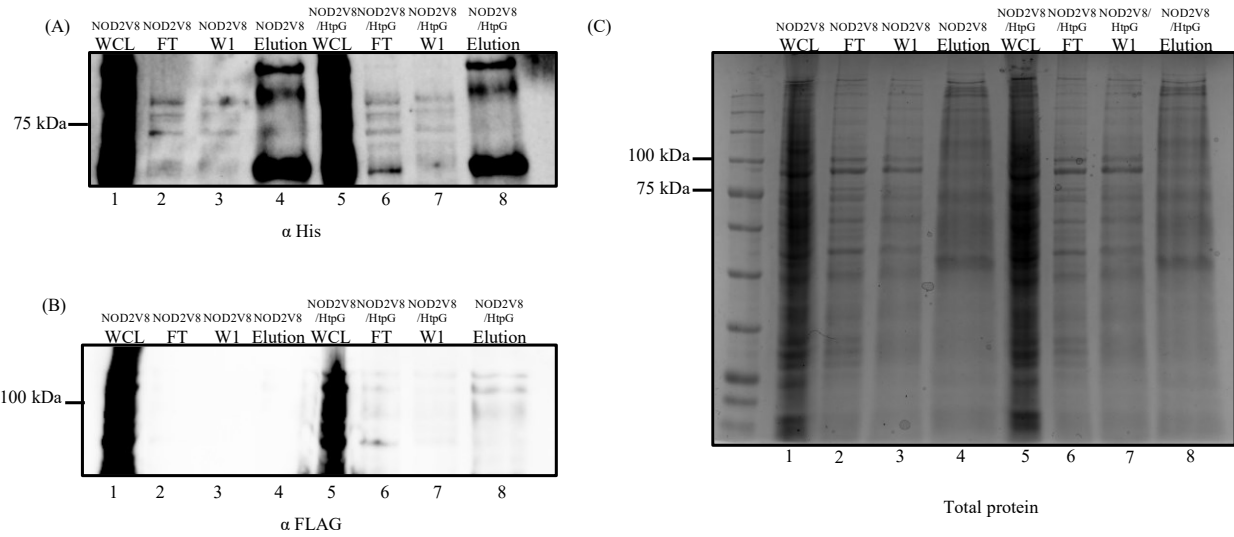 (A)
NOD2V8 NOD2V8 NOD2V8 NOD2V8 NOD2V8 NOD2V8 NOD2V8 NOD2V8
/HtpG /HtpG /HtpG /HtpG
WCL FT W1 Elution WCL FT W1 Elution
75 kDa
1 2 3 4 5 6 7 8
α His
(B)
NOD2V8 NOD2V8 NOD2V8 NOD2V8 NOD2V8 NOD2V8 NOD2V8 NOD2V8
/HtpG /HtpG /HtpG /HtpG
WCL FT W1 Elution WCL FT W1 Elution
100 kDa
1 2 3 4 5 6 7 8
α FLAG
(C)
NOD2V8 NOD2V8 NOD2V8 NOD2V8 NOD2V8 NOD2V8 NOD2V8/ NOD2V8
/HtpG /HtpG HtpG /HtpG
WCL FT W1 Elution WCL FT W1 Elution
100 kDa
75 kDa
1 2 3 4 5 6 7 8
Total protein